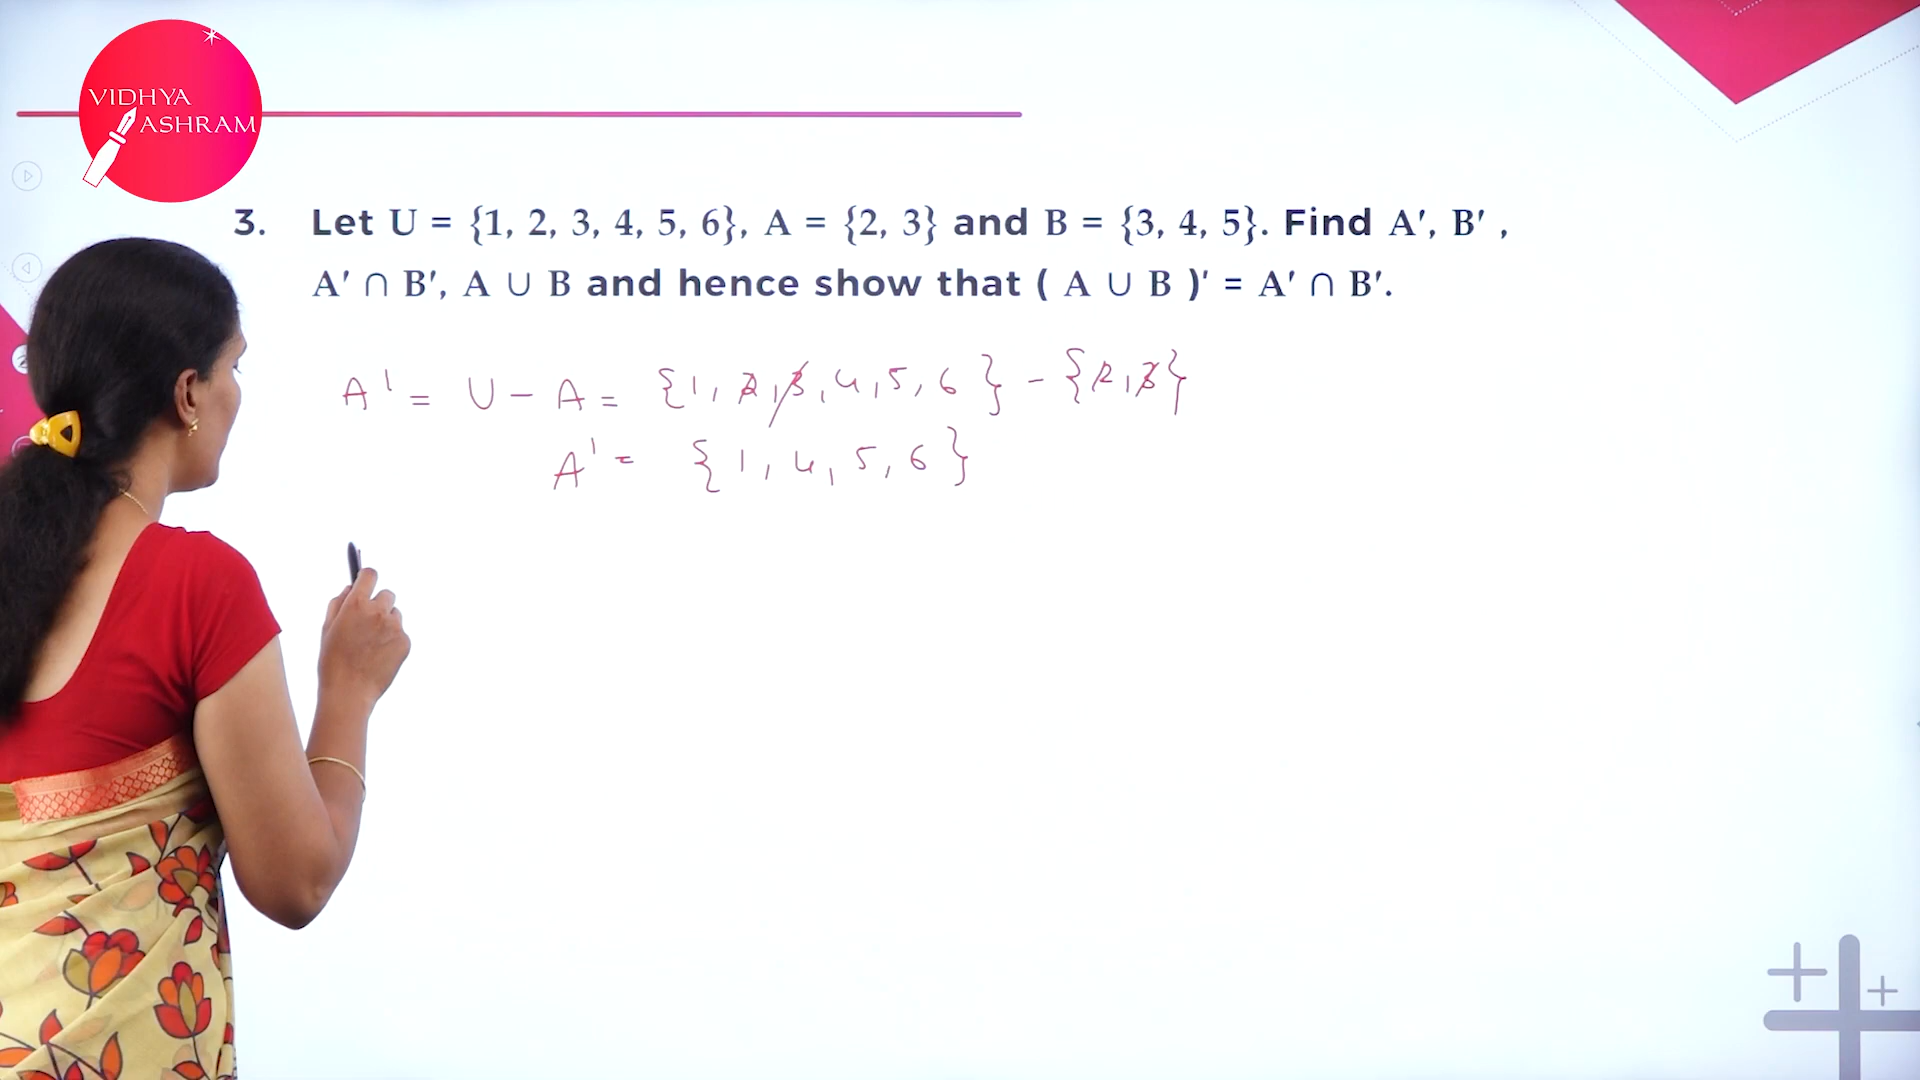 VIDHYA
ASHRAM
3. Let U = {1, 2, 3, 4, 5, 6}, A = {2, 3} and B = {3, 4, 5}. Find A′, B′ ,
A′ ∩ B′, A ∪ B and hence show that ( A ∪ B )′ = A′ ∩ B′.
A' = U - A = {1, 2, 3, 4, 5, 6} - {2, 3}
A' = {1, 4, 5, 6}